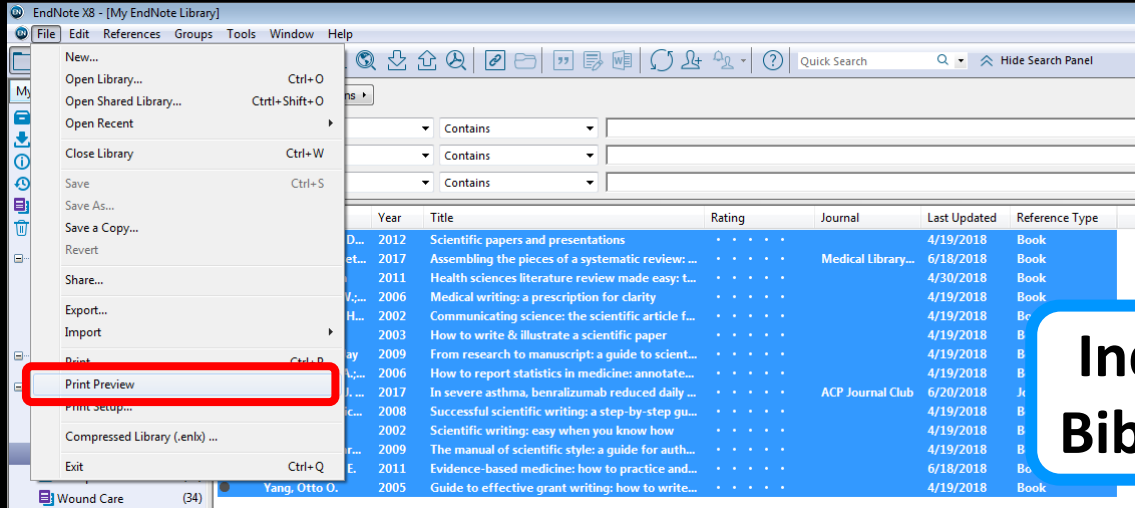 EndNote X8 - [My EndNote Library]
File Edit References Groups Tools Window Help
New...
Open Library... Ctrl+O
Open Shared Library... Ctrtl+Shift+O
Open Recent
Close Library Ctrl+W
Save Ctrl+S
Save As...
Save a Copy...
Revert
Share...
Export...
Import
Print... Ctrl+P
Print Preview
Print Setup...
Compressed Library (.enlx) ...
Exit Ctrl+Q
Quick Search Hide Search Panel
My
ns
Contains
Contains
Contains
Year Title Rating Journal Last Updated Reference Type
D... 2012 Scientific papers and presentations 4/19/2018 Book
et... 2017 Assembling the pieces of a systematic review: ... Medical Library... 6/18/2018 Book
2011 Health sciences literature review made easy: t... 4/30/2018 Book
V.;... 2006 Medical writing: a prescription for clarity 4/19/2018 Book
H... 2002 Communicating science: the scientific article f... 4/19/2018
2003 How to write & illustrate a scientific paper 4/19/2018
ay 2009 From research to manuscript: a guide to scient... 4/19/2018
A.;... 2006 How to report statistics in medicine: annotate... 4/19/2018
J. ... 2017 In severe asthma, benralizumab reduced daily ... ACP Journal Club 6/20/2018
ic... 2008 Successful scientific writing: a step-by-step gu... 4/19/2018
2002 Scientific writing: easy when you know how 4/19/2018
r... 2009 The manual of scientific style: a guide for auth... 4/19/2018
E. 2011 Evidence-based medicine: how to practice and... 6/18/2018
Yang, Otto O. 2005 Guide to effective grant writing: how to write... 4/19/2018 Book
Wound Care (34)
Bib